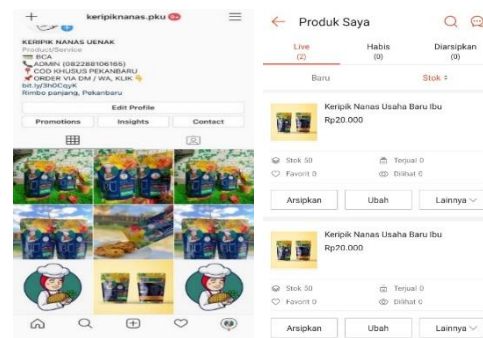 keripiknanas.pku
KERIPIK NANAS UENAK
Product/Service
BCA
ADMIN (082288106165)
COD KHUSUS PEKANBARU
ORDER VIA DM / WA, KLIK
bit.ly/3h0CqyK
Rimbo panjang, Pekanbaru
Edit Profile
Promotions Insights Contact
Produk Saya
Live Habis Diarsipkan
(2) (0) (0)
Baru Stok
Keripik Nanas Usaha Baru Ibu
Rp20.000
Stok 50 Terjual 0
Favorit 0 Dilihat 0
Arsipkan Ubah Lainnya
Keripik Nanas Usaha Baru Ibu
Rp20.000
Stok 50 Terjual 0
Favorit 0 Dilihat 0
Arsipkan Ubah Lainnya